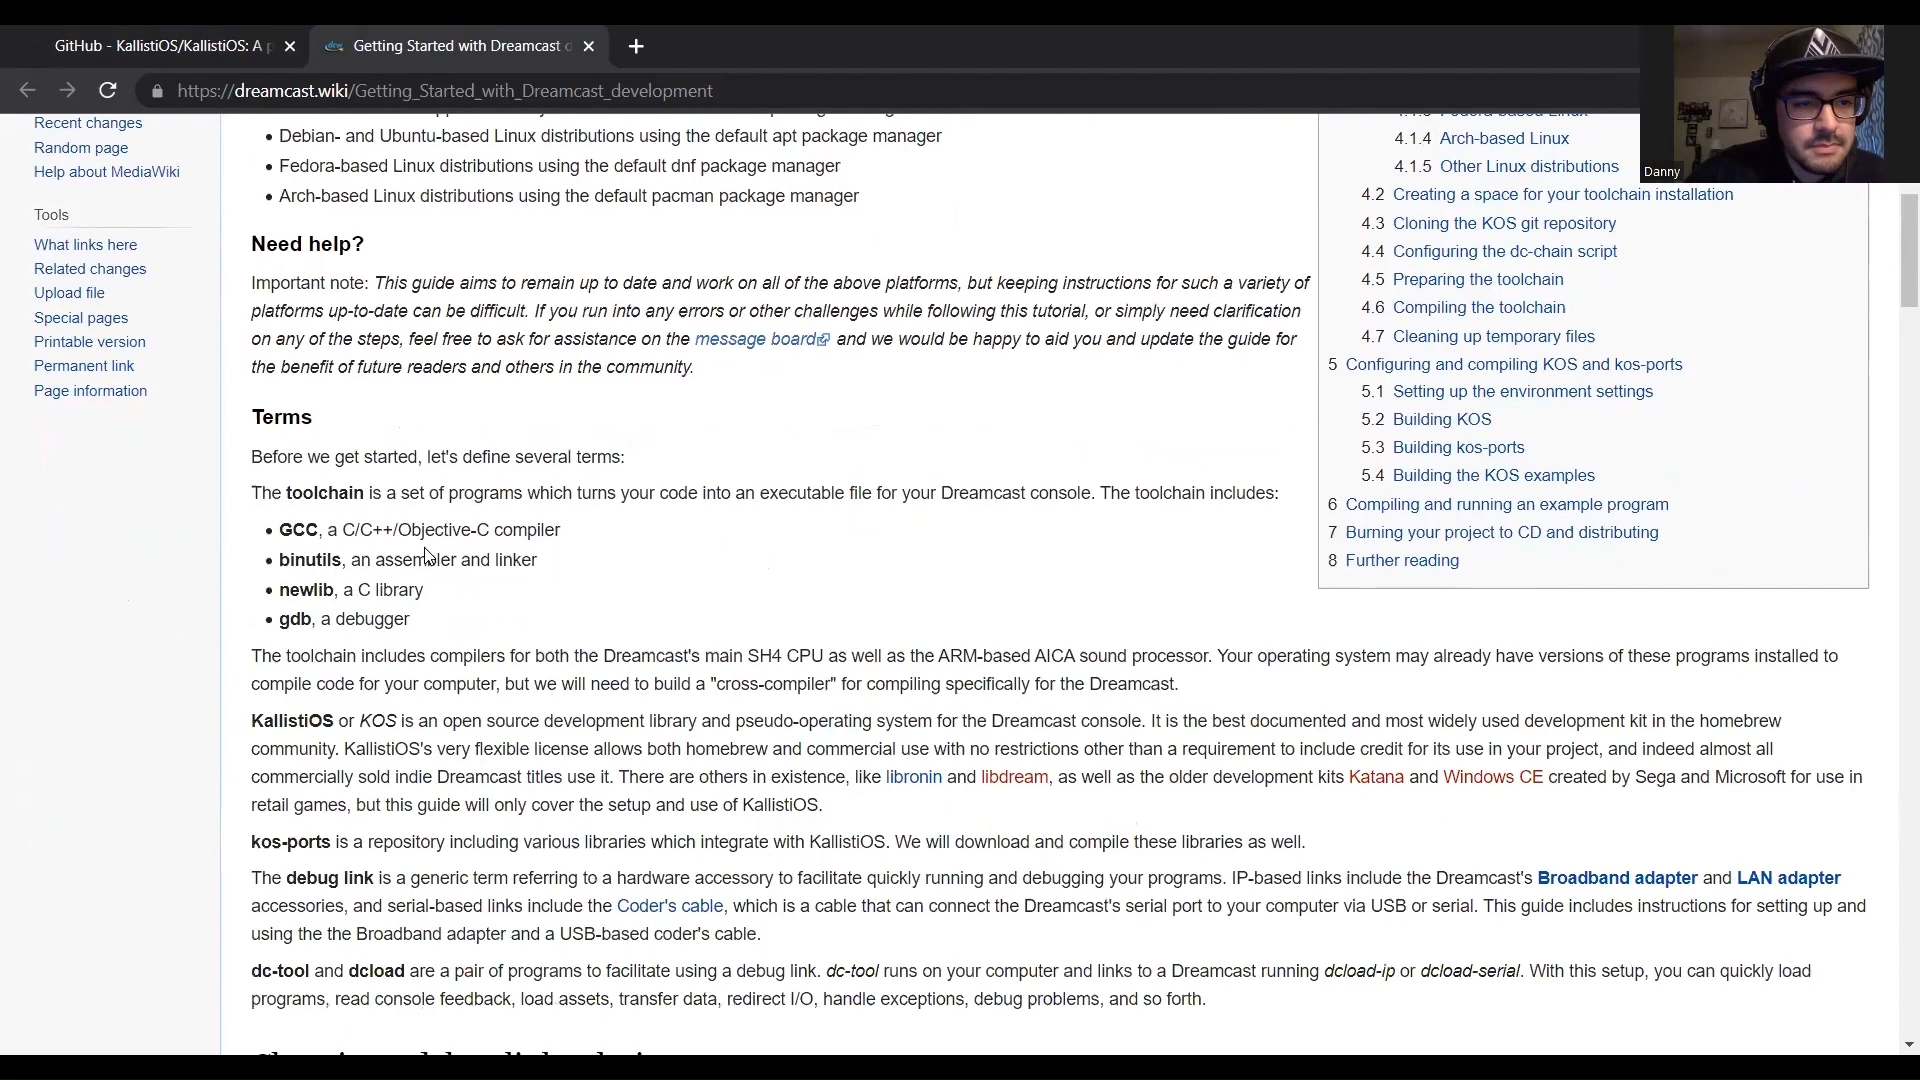 GitHub - KallistiOS/KallistiOS: A p
Getting Started with Dreamcast d
https://dreamcast.wiki/Getting_Started_with_Dreamcast_development
Danny
Recent changes
Random page
Help about MediaWiki
Tools
What links here
Related changes
Upload file
Special pages
Printable version
Permanent link
Page information
• Debian- and Ubuntu-based Linux distributions using the default apt package manager
• Fedora-based Linux distributions using the default dnf package manager
• Arch-based Linux distributions using the default pacman package manager
Need help?
Important note: This guide aims to remain up to date and work on all of the above platforms, but keeping instructions for such a variety of
platforms up-to-date can be difficult. If you run into any errors or other challenges while following this tutorial, or simply need clarification
on any of the steps, feel free to ask for assistance on the message board and we would be happy to aid you and update the guide for
the benefit of future readers and others in the community.
Terms
Before we get started, let's define several terms:
The toolchain is a set of programs which turns your code into an executable file for your Dreamcast console. The toolchain includes:
• GCC, a C/C++/Objective-C compiler
• binutils, an assembler and linker
• newlib, a C library
• gdb, a debugger
The toolchain includes compilers for both the Dreamcast's main SH4 CPU as well as the ARM-based AICA sound processor. Your operating system may already have versions of these programs installed to
compile code for your computer, but we will need to build a "cross-compiler" for compiling specifically for the Dreamcast.
KallistiOS or KOS is an open source development library and pseudo-operating system for the Dreamcast console. It is the best documented and most widely used development kit in the homebrew
community. KallistiOS's very flexible license allows both homebrew and commercial use with no restrictions other than a requirement to include credit for its use in your project, and indeed almost all
commercially sold indie Dreamcast titles use it. There are others in existence, like libronin and libdream, as well as the older development kits Katana and Windows CE created by Sega and Microsoft for use in
retail games, but this guide will only cover the setup and use of KallistiOS.
kos-ports is a repository including various libraries which integrate with KallistiOS. We will download and compile these libraries as well.
The debug link is a generic term referring to a hardware accessory to facilitate quickly running and debugging your programs. IP-based links include the Dreamcast's Broadband adapter and LAN adapter
accessories, and serial-based links include the Coder's cable, which is a cable that can connect the Dreamcast's serial port to your computer via USB or serial. This guide includes instructions for setting up and
using the the Broadband adapter and a USB-based coder's cable.
dc-tool and dcload are a pair of programs to facilitate using a debug link. dc-tool runs on your computer and links to a Dreamcast running dcload-ip or dcload-serial. With this setup, you can quickly load
programs, read console feedback, load assets, transfer data, redirect I/O, handle exceptions, debug problems, and so forth.
4.1.4 Arch-based Linux
4.1.5 Other Linux distributions
4.2 Creating a space for your toolchain installation
4.3 Cloning the KOS git repository
4.4 Configuring the dc-chain script
4.5 Preparing the toolchain
4.6 Compiling the toolchain
4.7 Cleaning up temporary files
5 Configuring and compiling KOS and kos-ports
5.1 Setting up the environment settings
5.2 Building KOS
5.3 Building kos-ports
5.4 Building the KOS examples
6 Compiling and running an example program
7 Burning your project to CD and distributing
8 Further reading